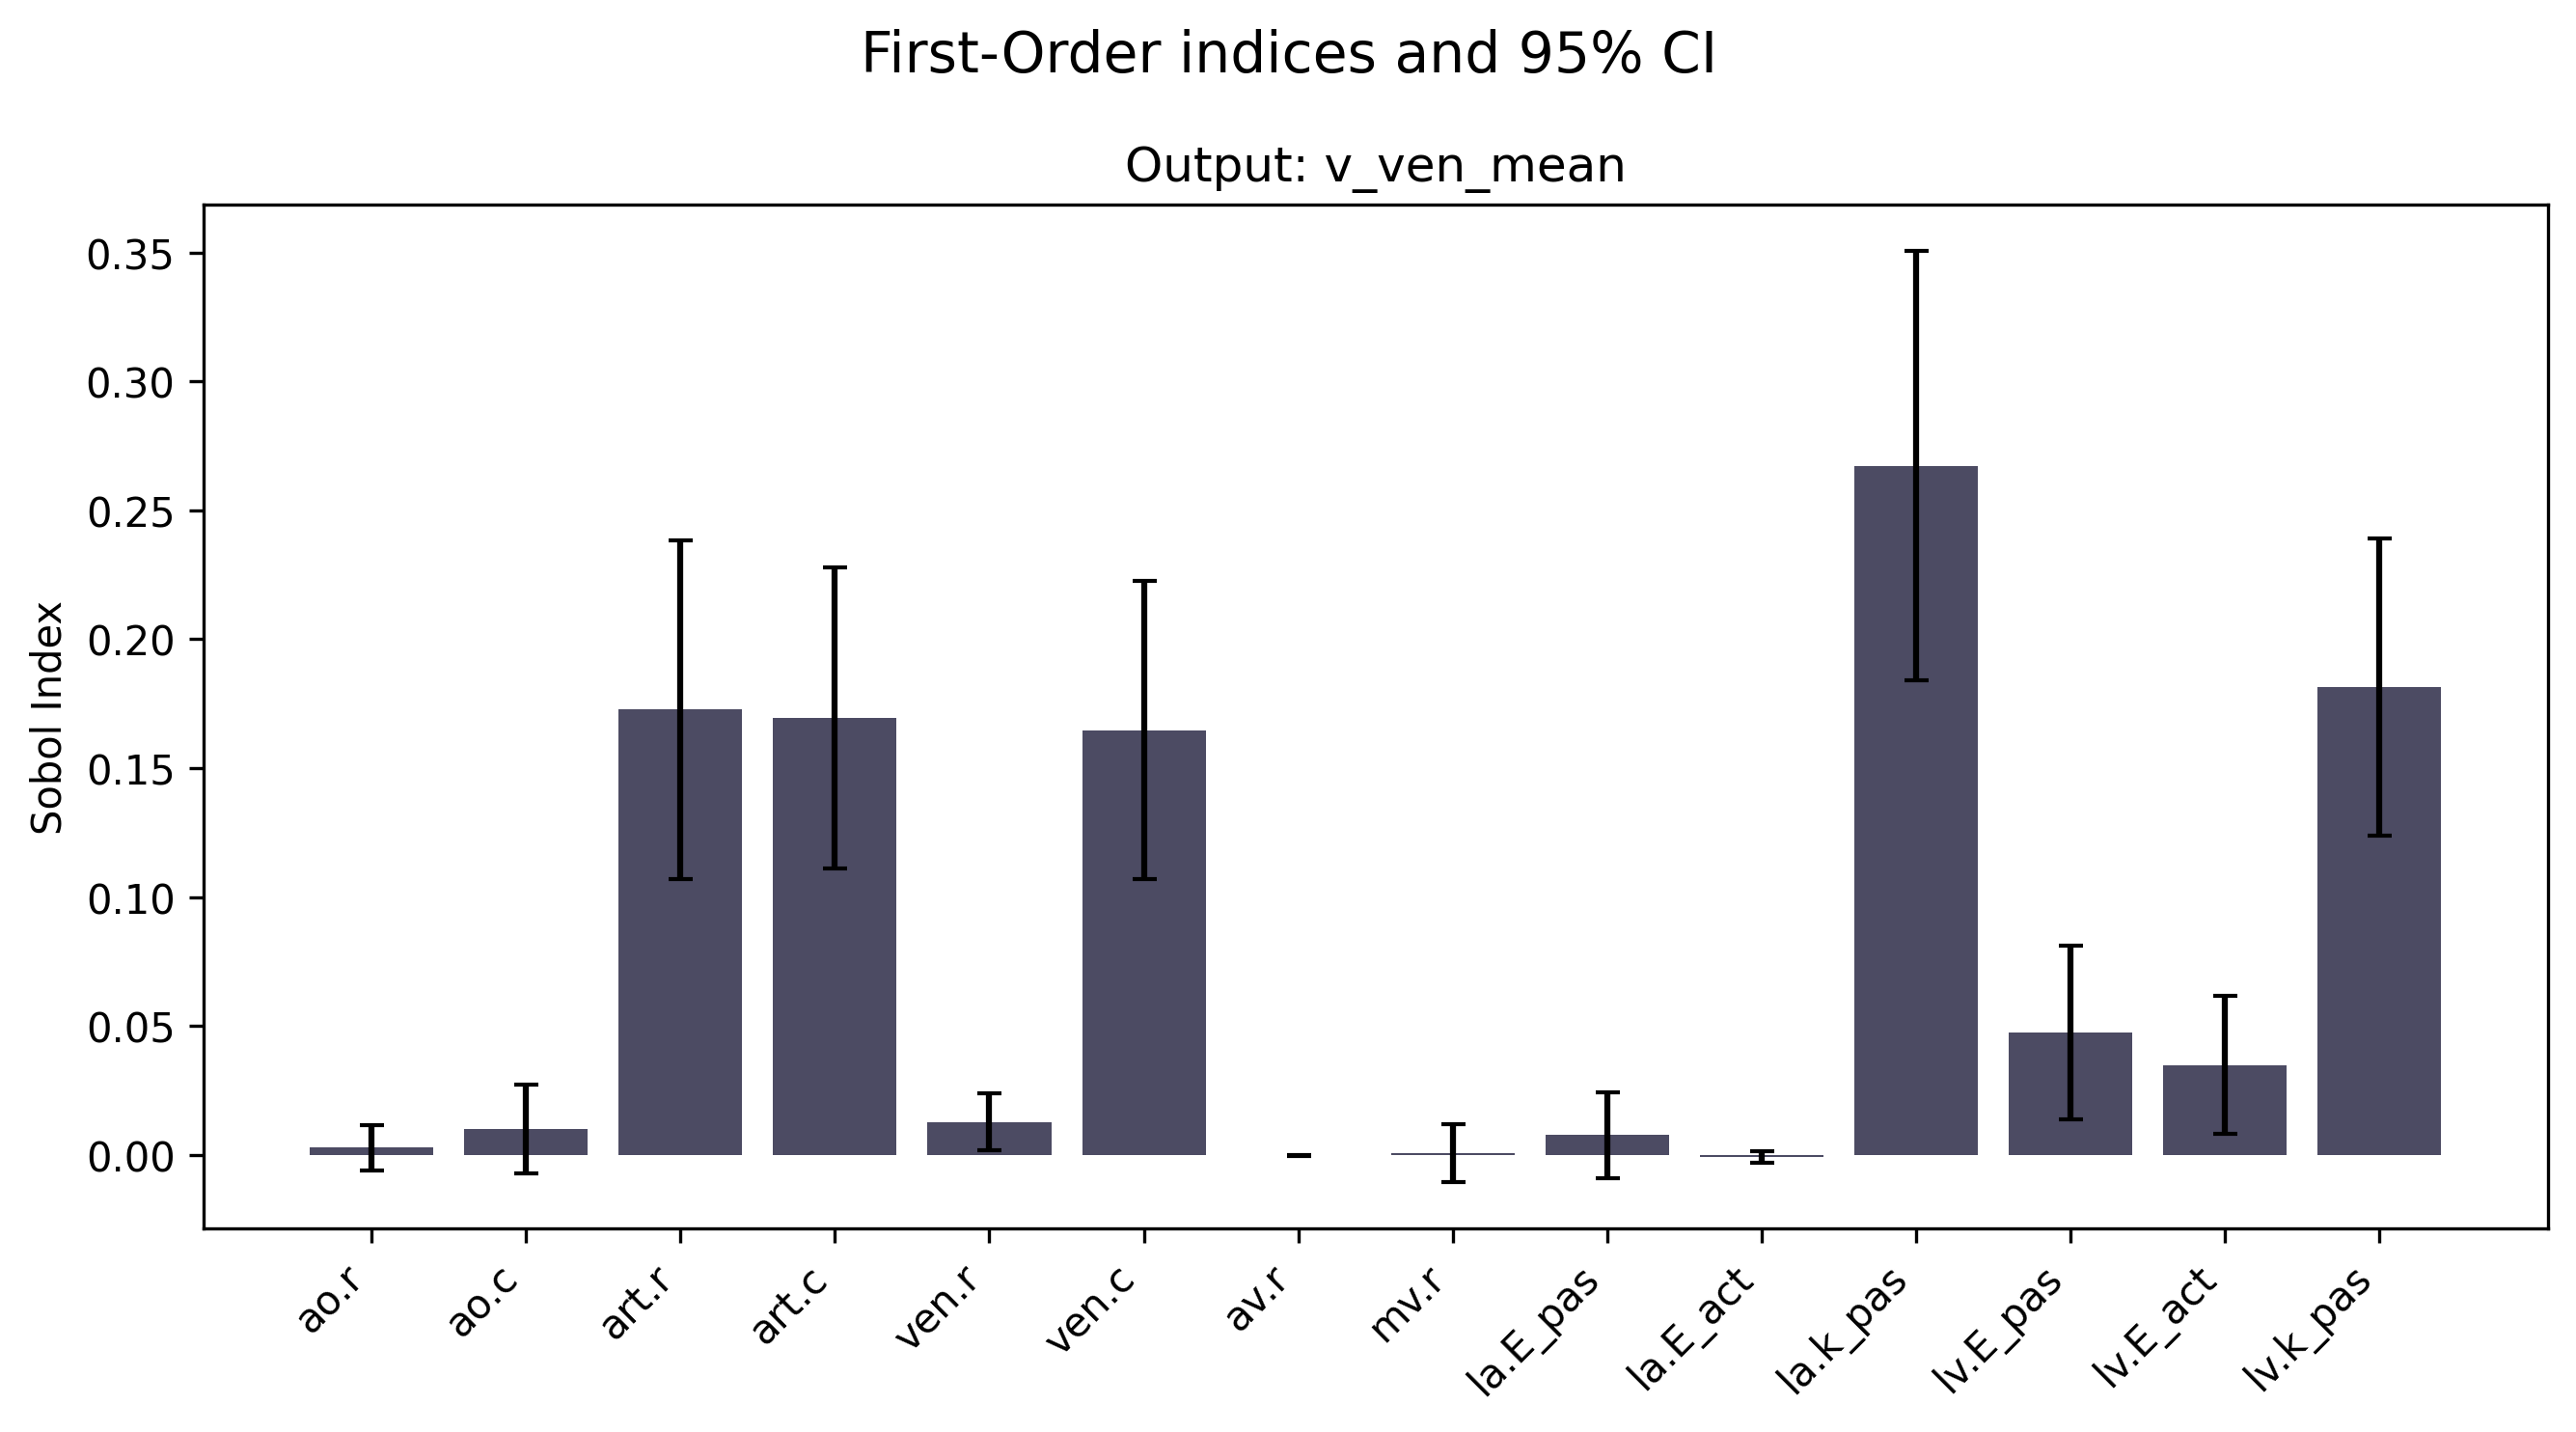 First-Order indices and 95% CI
Output: v_ven_mean
Sobol Index
0.35
0.30
0.25
0.20
0.15
0.10
0.05
0.00
ao.r
ao.c
art.r
art.c
ven.r
ven.c
av.r
mv.r
la.E_pas
la.E_act
la.k_pas
lv.E_pas
lv.E_act
lv.k_pas